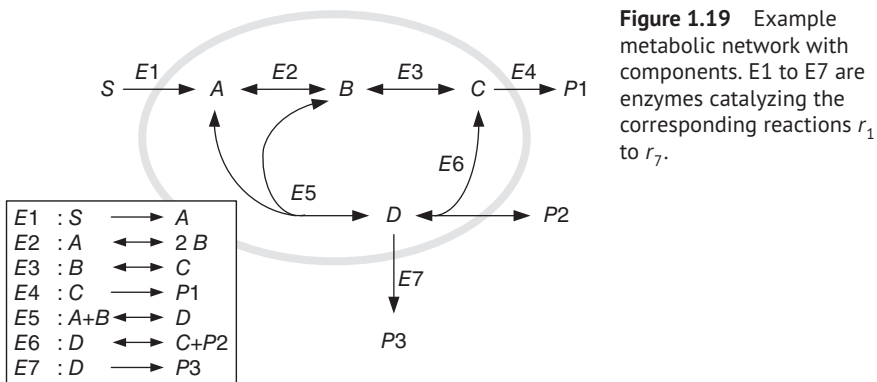 Figure 1.19 Example
metabolic network with
components. E1 to E7 are
enzymes catalyzing the
corresponding reactions r1
to r7.
S E1 A E2 B E3 C E4 P1
E6
E5
D P2
E7
P3
E1 : S → A
E2 : A ↔ 2 B
E3 : B ↔ C
E4 : C → P1
E5 : A+B ↔ D
E6 : D ↔ C+P2
E7 : D → P3